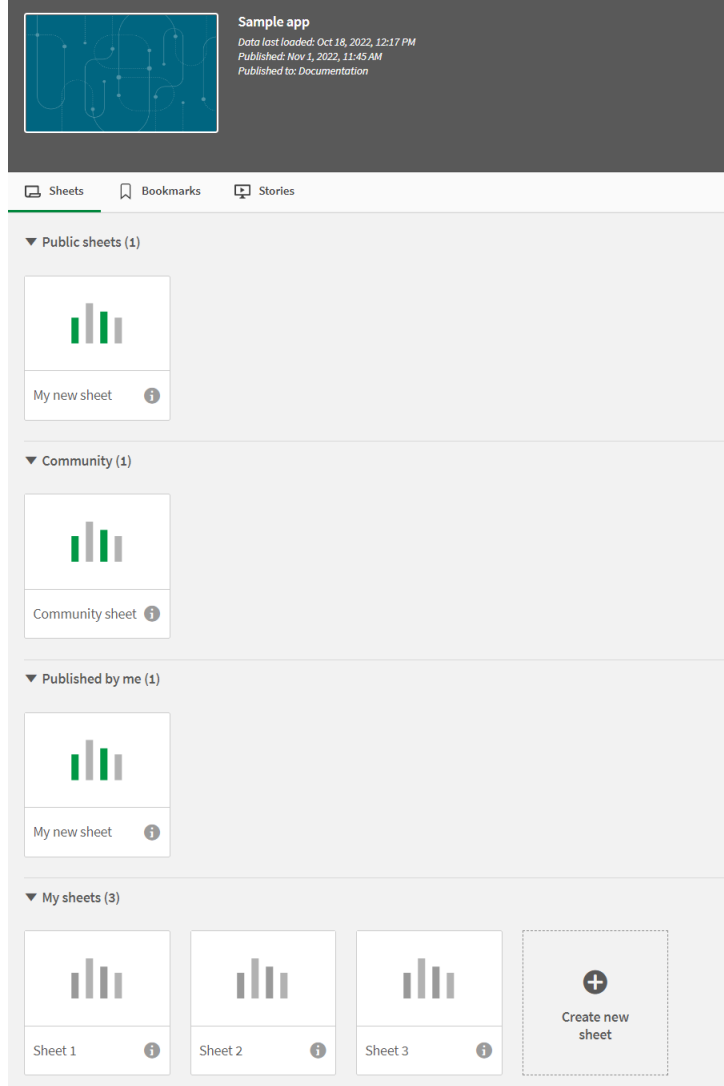 Sample app
Data last loaded: Oct 18, 2022, 12:17 PM
Published: Nov 1, 2022, 11:45 AM
Published to: Documentation
Sheets Bookmarks Stories
Public sheets (1)
My new sheet
Community (1)
Community sheet
Published by me (1)
My new sheet
My sheets (3)
Sheet 1 Sheet 2 Sheet 3
Create new
sheet